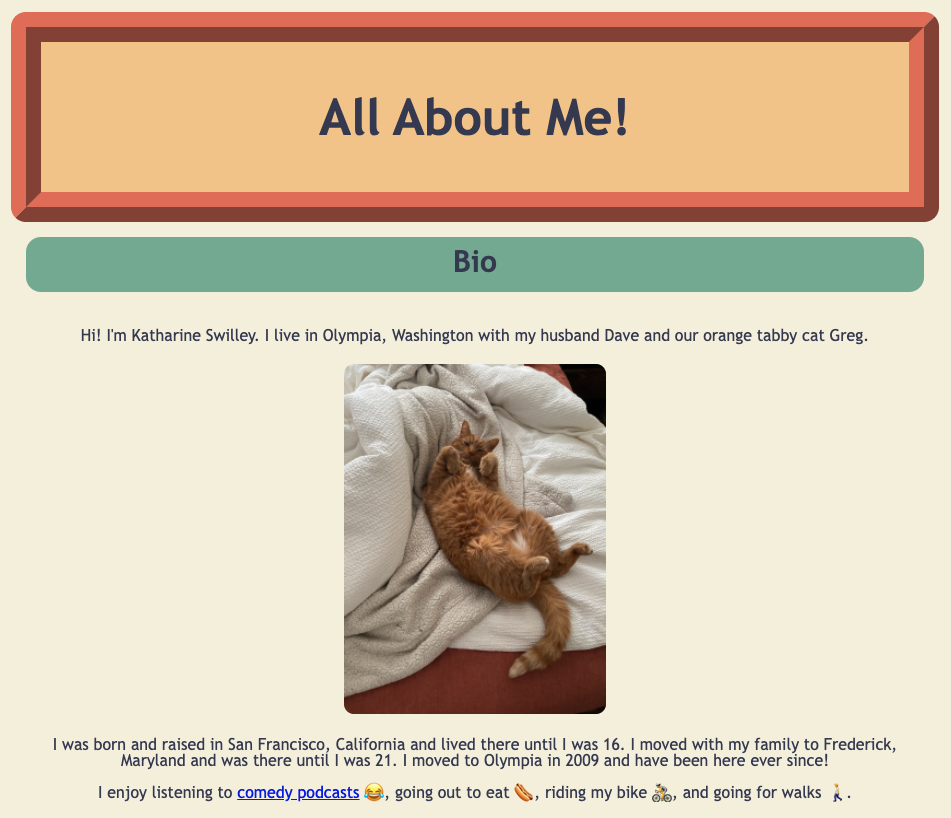 All About Me!
Bio
Hi! I'm Katharine Swilley. I live in Olympia, Washington with my husband Dave and our orange tabby cat Greg.
I was born and raised in San Francisco, California and lived there until I was 16. I moved with my family to Frederick,
Maryland and was there until I was 21. I moved to Olympia in 2009 and have been here ever since!
I enjoy listening to comedy podcasts 😂, going out to eat 🌭, riding my bike 🚴, and going for walks 🚶.